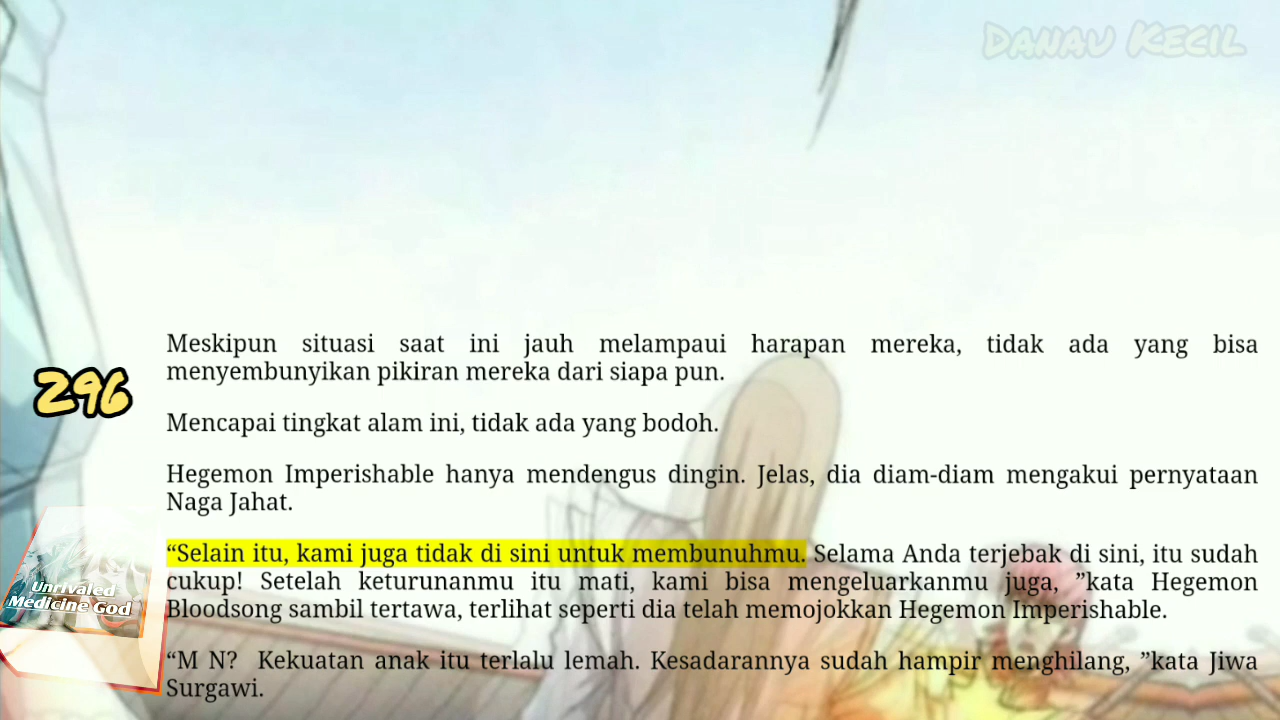 Danau Kecil
Meskipun situasi saat ini jauh melampaui harapan mereka, tidak ada yang bisa
menyembunyikan pikiran mereka dari siapa pun.
296
Mencapai tingkat alam ini, tidak ada yang bodoh.
Hegemon Imperishable hanya mendengus dingin. Jelas, dia diam-diam mengakui pernyataan
Naga Jahat.
“Selain itu, kami juga tidak di sini untuk membunuhmu. Selama Anda terjebak di sini, itu sudah
cukup! Setelah keturunanmu itu mati, kami bisa mengeluarkanmu juga, ”kata Hegemon
Bloodsong sambil tertawa, terlihat seperti dia telah memojokkan Hegemon Imperishable.
Unrivaled
Medicine God
“M N?  Kekuatan anak itu terlalu lemah. Kesadarannya sudah hampir menghilang, ”kata Jiwa
Surgawi.